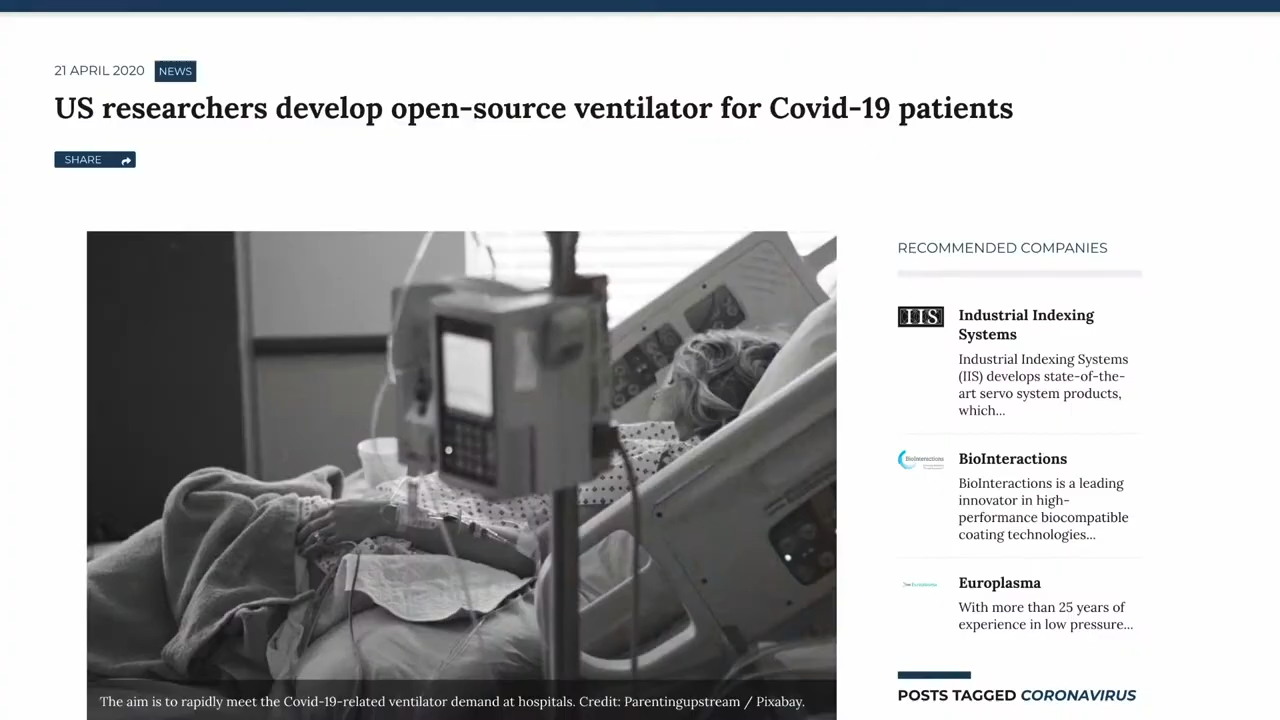 21 APRIL 2020 NEWS
US researchers develop open-source ventilator for Covid-19 patients
SHARE
The aim is to rapidly meet the Covid-19-related ventilator demand at hospitals. Credit: Parentingupstream / Pixabay.
RECOMMENDED COMPANIES
IIS
Industrial Indexing
Systems
Industrial Indexing Systems
(IIS) develops state-of-the-
art servo system products,
which...
BioInteractions
BioInteractions
BioInteractions is a leading
innovator in high-
performance biocompatible
coating technologies...
Europlasma
Europlasma
With more than 25 years of
experience in low pressure...
POSTS TAGGED CORONAVIRUS